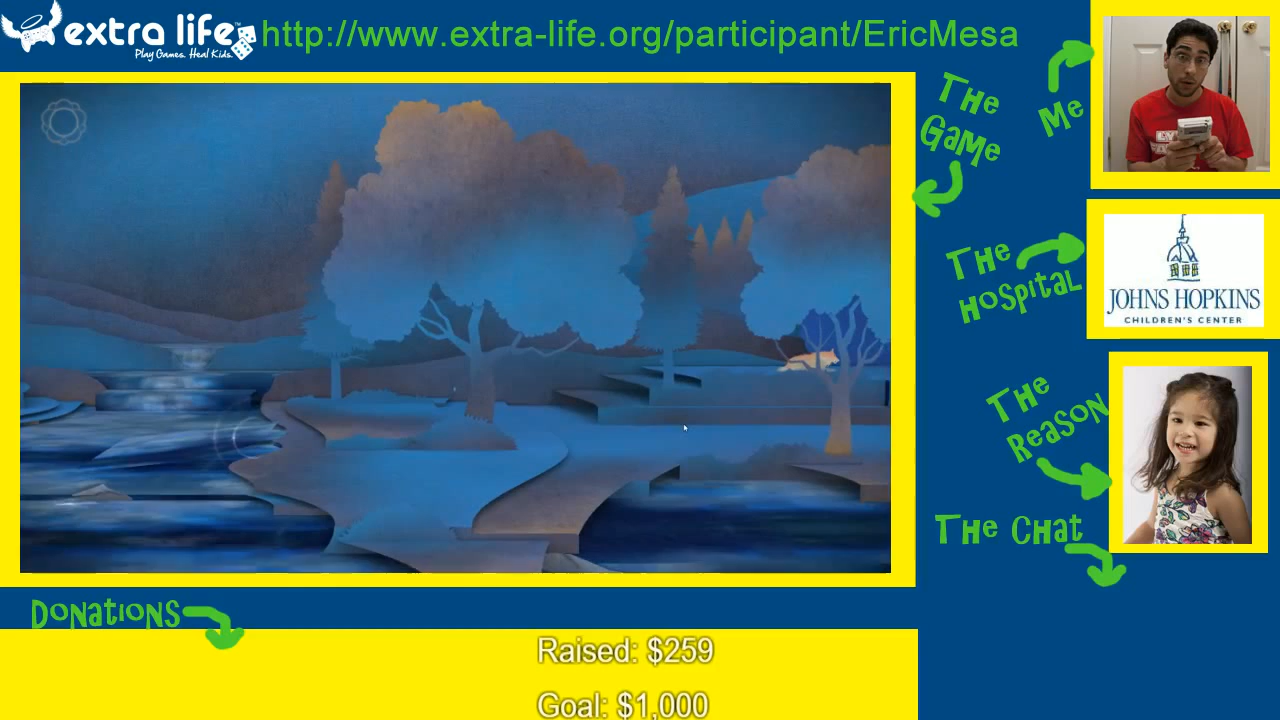 extra life
Play Games. Heal Kids.
http://www.extra-life.org/participant/EricMesa
The
Game
Me
The
Hospital
JOHNS HOPKINS
CHILDREN'S CENTER
The
Reason
The Chat
Donations
Raised: $259
Goal: $1,000